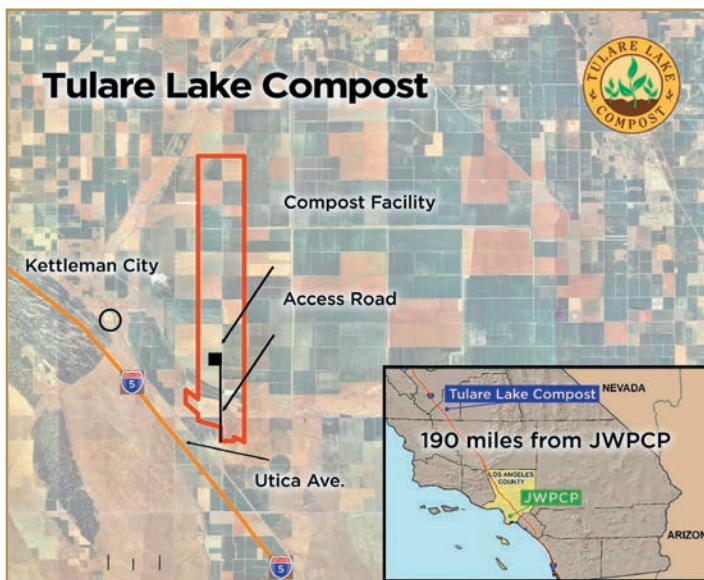 Tulare Lake Compost
TULARE LAKE
COMPOST
Compost Facility
Kettleman City
Access Road
5
Utica Ave.
5
Tulare Lake Compost
NEVADA
190 miles from JWPCP
LOS ANGELES
COUNTY
JWPCP
ARIZON